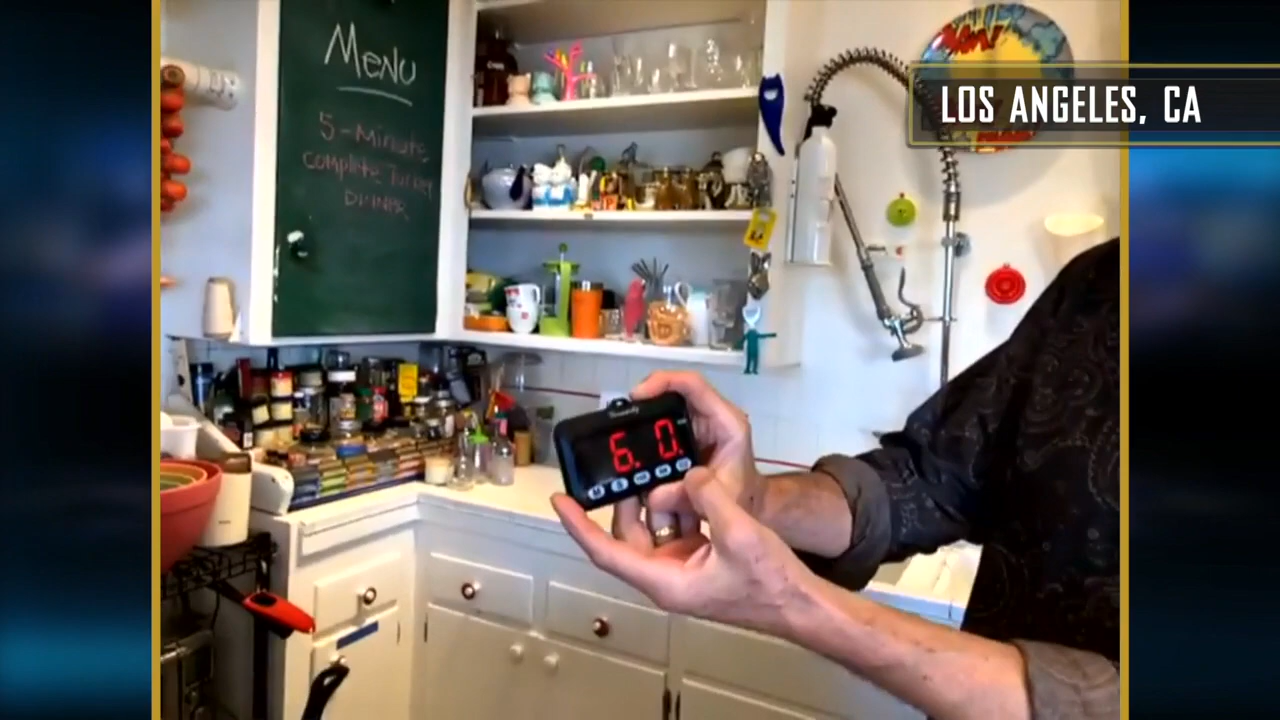 Menu
5-Minute
Complete Turkey
Dinner
LOS ANGELES, CA
6. 0.
M
S